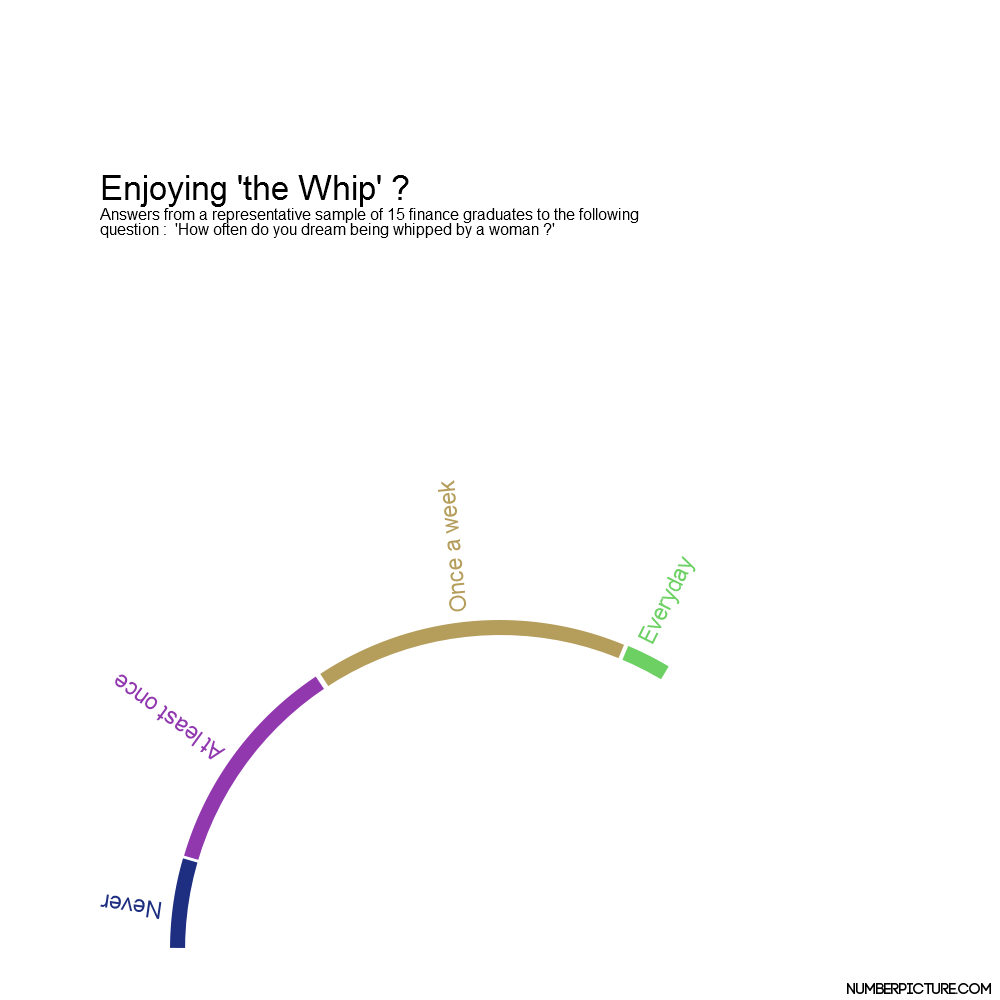 Enjoying 'the Whip' ?
Answers from a representative sample of 15 finance graduates to the following
question :  'How often do you dream being whipped by a woman ?'
Once a week
Everyday
At least once
Never
NUMBERPICTURE.COM